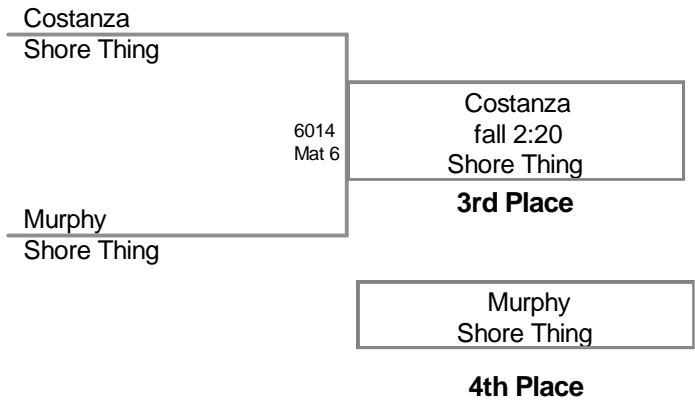 Costanza
Shore Thing
6014
Mat 6
Costanza
fall 2:20
Shore Thing
3rd Place
Murphy
Shore Thing
Murphy
Shore Thing
4th Place